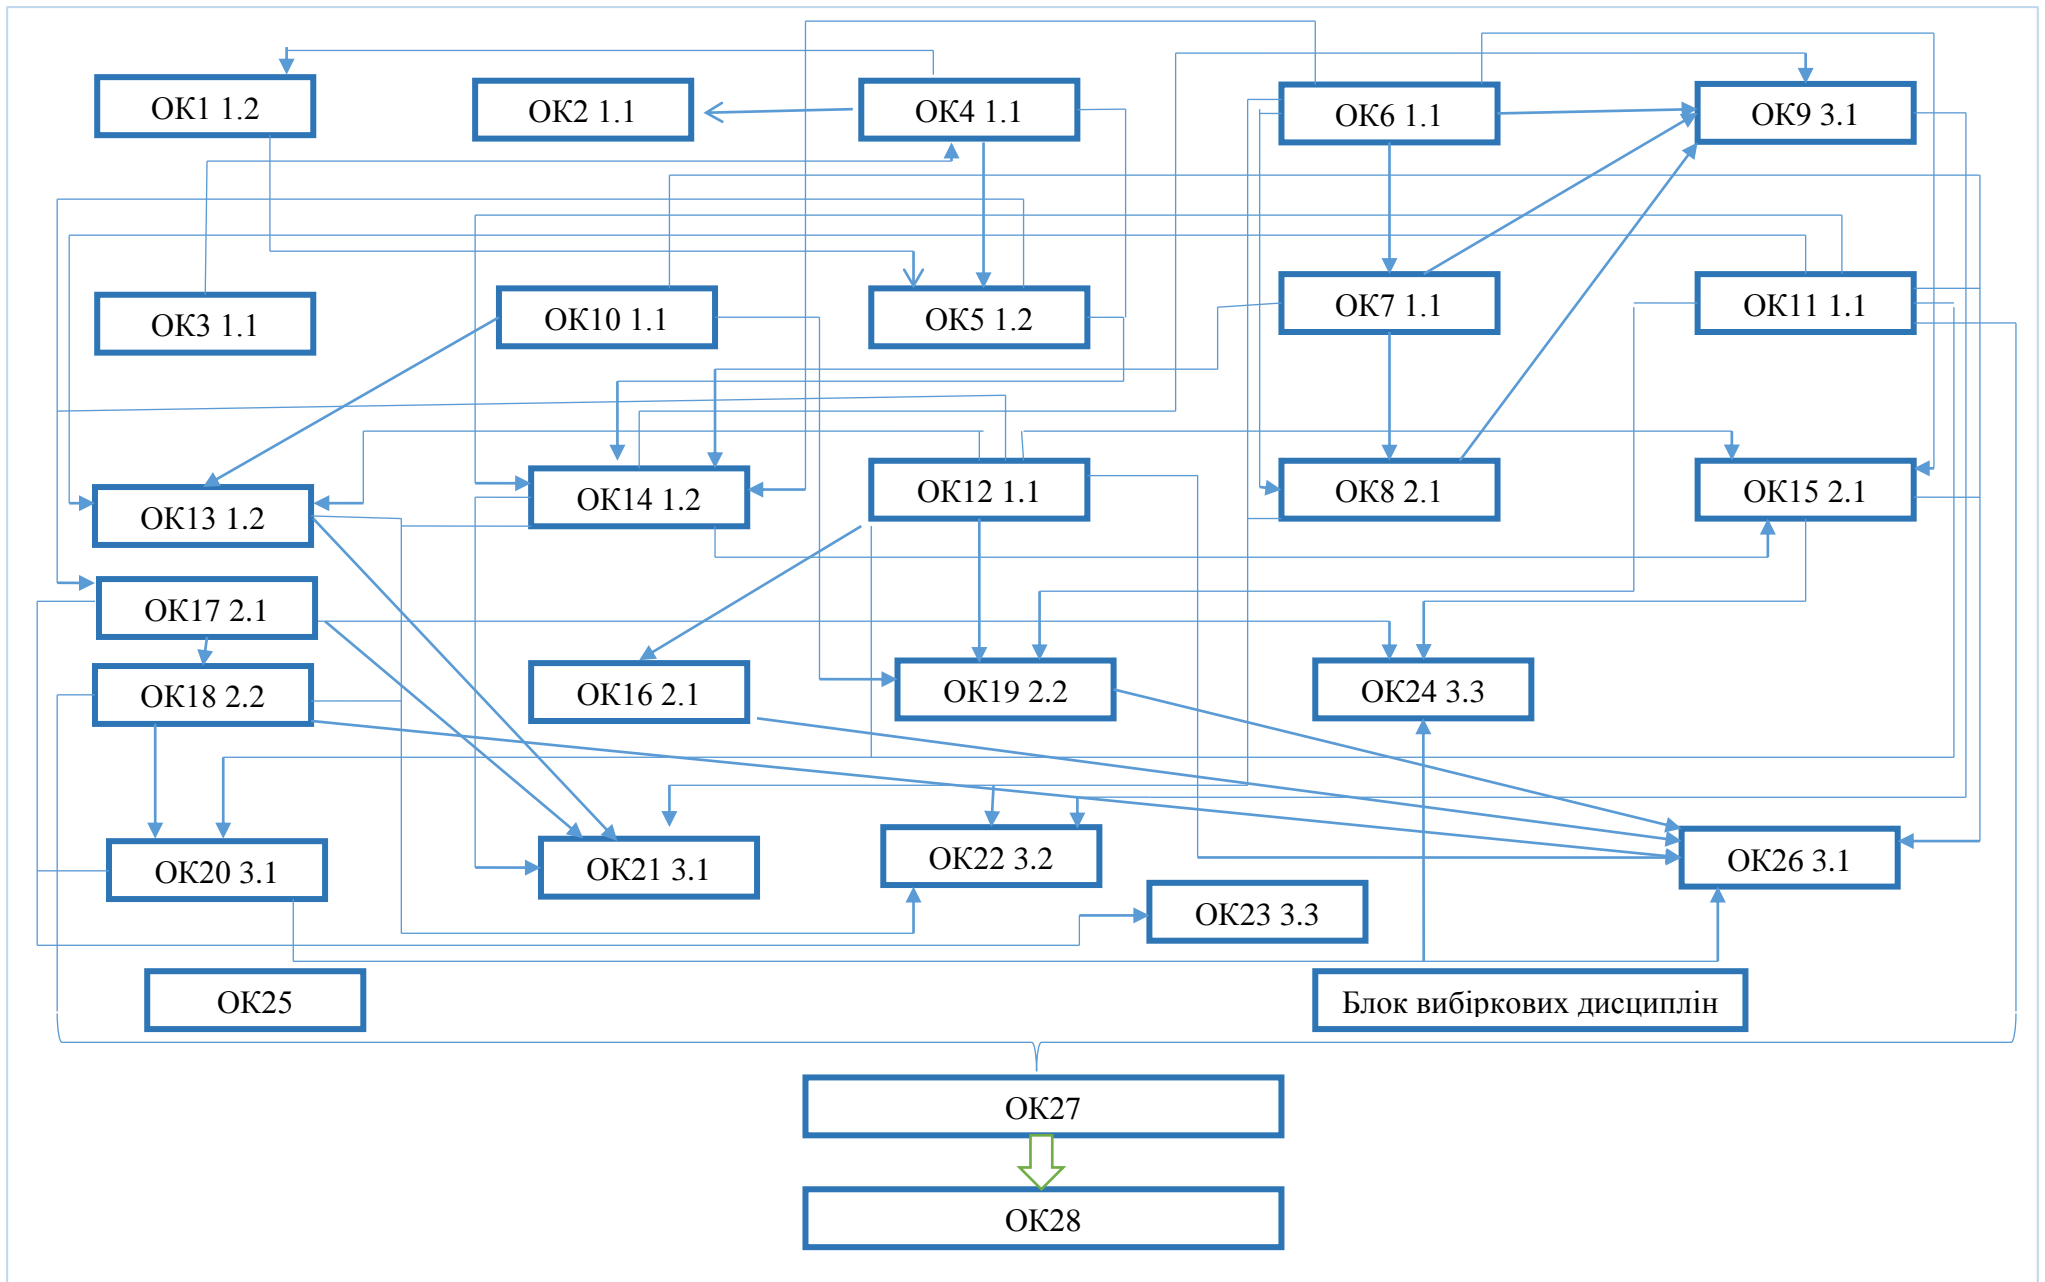 ОК1 1.2
ОК2 1.1
ОК4 1.1
ОК6 1.1
ОК9 3.1
ОК3 1.1
ОК10 1.1
ОК5 1.2
ОК7 1.1
ОК11 1.1
ОК13 1.2
ОК14 1.2
ОК12 1.1
ОК8 2.1
ОК15 2.1
ОК17 2.1
ОК18 2.2
ОК16 2.1
ОК19 2.2
ОК24 3.3
ОК20 3.1
ОК21 3.1
ОК22 3.2
ОК26 3.1
ОК23 3.3
ОК25
Блок вибіркових дисциплін
ОК27
ОК28